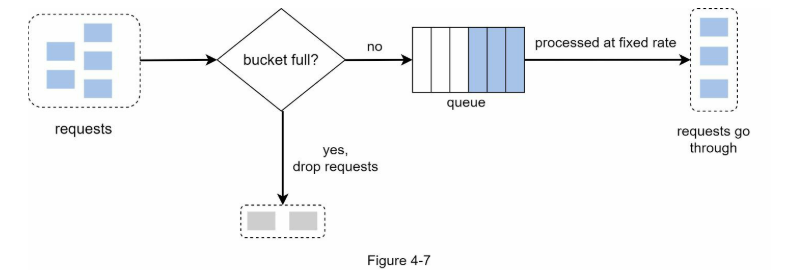 requests
bucket full?
no
yes,
drop requests
queue
processed at fixed rate
requests go
through
Figure 4-7